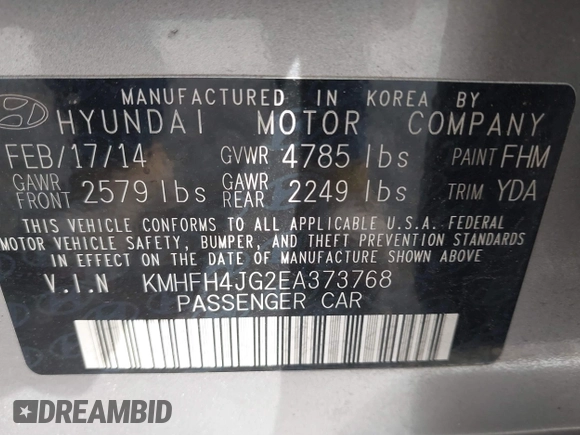 MANUFACTURED IN KOREA BY
HYUNDAI MOTOR COMPANY
FEB/17/14 GVWR 4785 lbs PAINT FHM
GAWR FRONT 2579 lbs GAWR REAR 2249 lbs TRIM YDA
THIS VEHICLE CONFORMS TO ALL APPLICABLE U.S.A. FEDERAL
MOTOR VEHICLE SAFETY, BUMPER, AND THEFT PREVENTION STANDARDS
IN EFFECT ON THE DATE OF MANUFACTURE SHOWN ABOVE
V.I.N KMHFH4JG2EA373768
PASSENGER CAR
DREAMBID